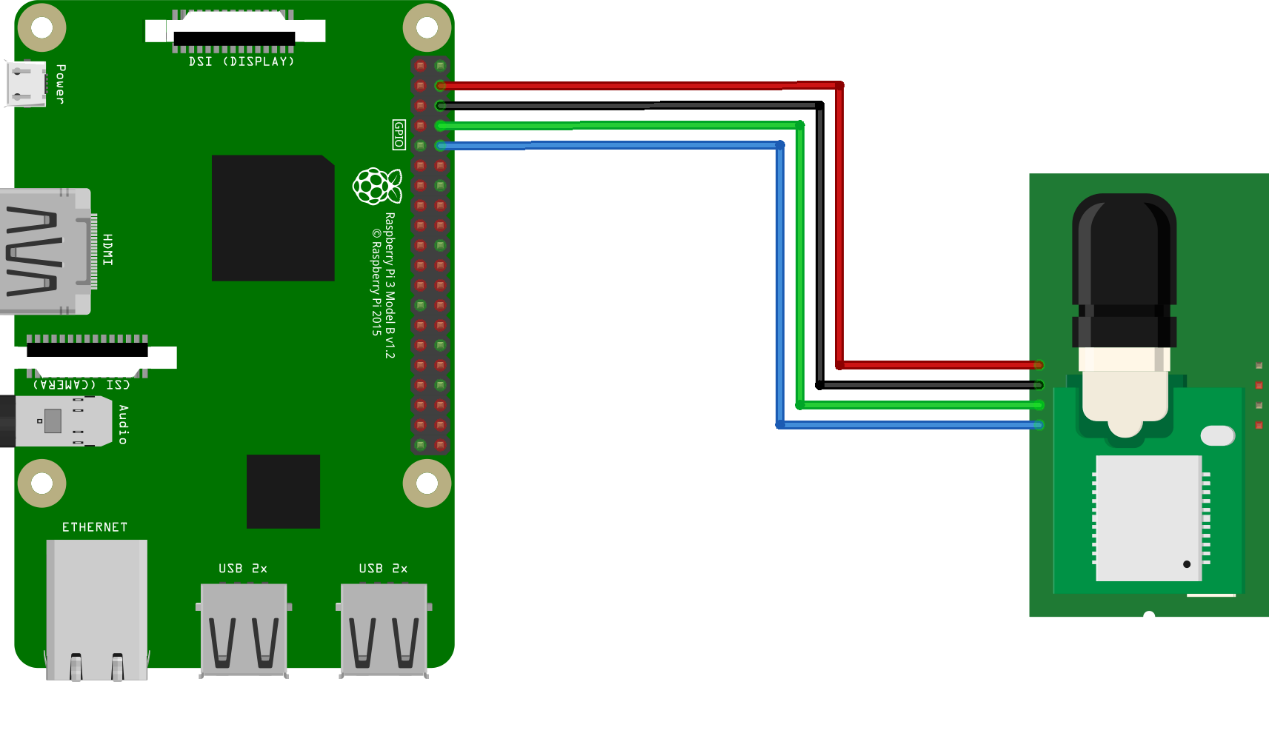 DSI (DISPLAY)
Power
GPIO
HDMI
Raspberry Pi 3 Model B v1.2
© Raspberry Pi 2015
CSI (CAMERA)
Audio
ETHERNET
USB 2x
USB 2x